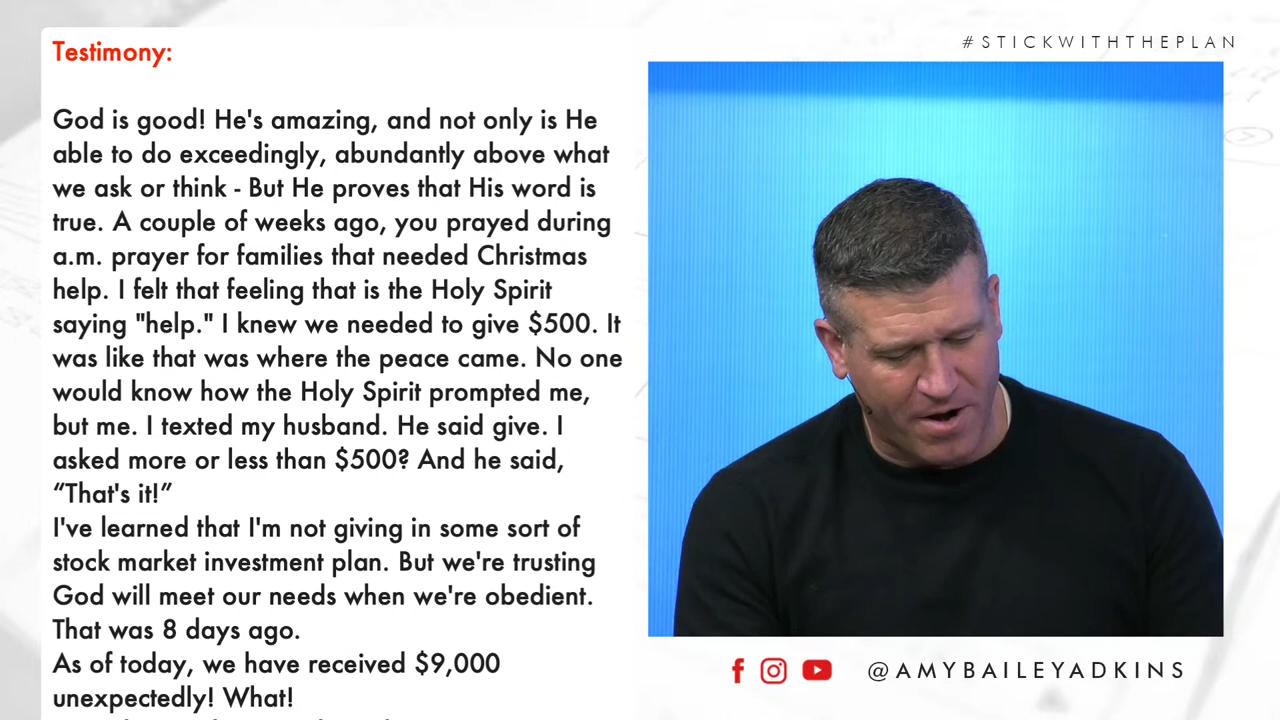 Testimony:
God is good! He's amazing, and not only is He
able to do exceedingly, abundantly above what
we ask or think - But He proves that His word is
true. A couple of weeks ago, you prayed during
a.m. prayer for families that needed Christmas
help. I felt that feeling that is the Holy Spirit
saying "help." I knew we needed to give $500. It
was like that was where the peace came. No one
would know how the Holy Spirit prompted me,
but me. I texted my husband. He said give. I
asked more or less than $500? And he said,
“That's it!”
I've learned that I'm not giving in some sort of
stock market investment plan. But we're trusting
God will meet our needs when we're obedient.
That was 8 days ago.
As of today, we have received $9,000
unexpectedly! What!
#STICKWITHTHEPLAN
@AMYBAILEYADKINS